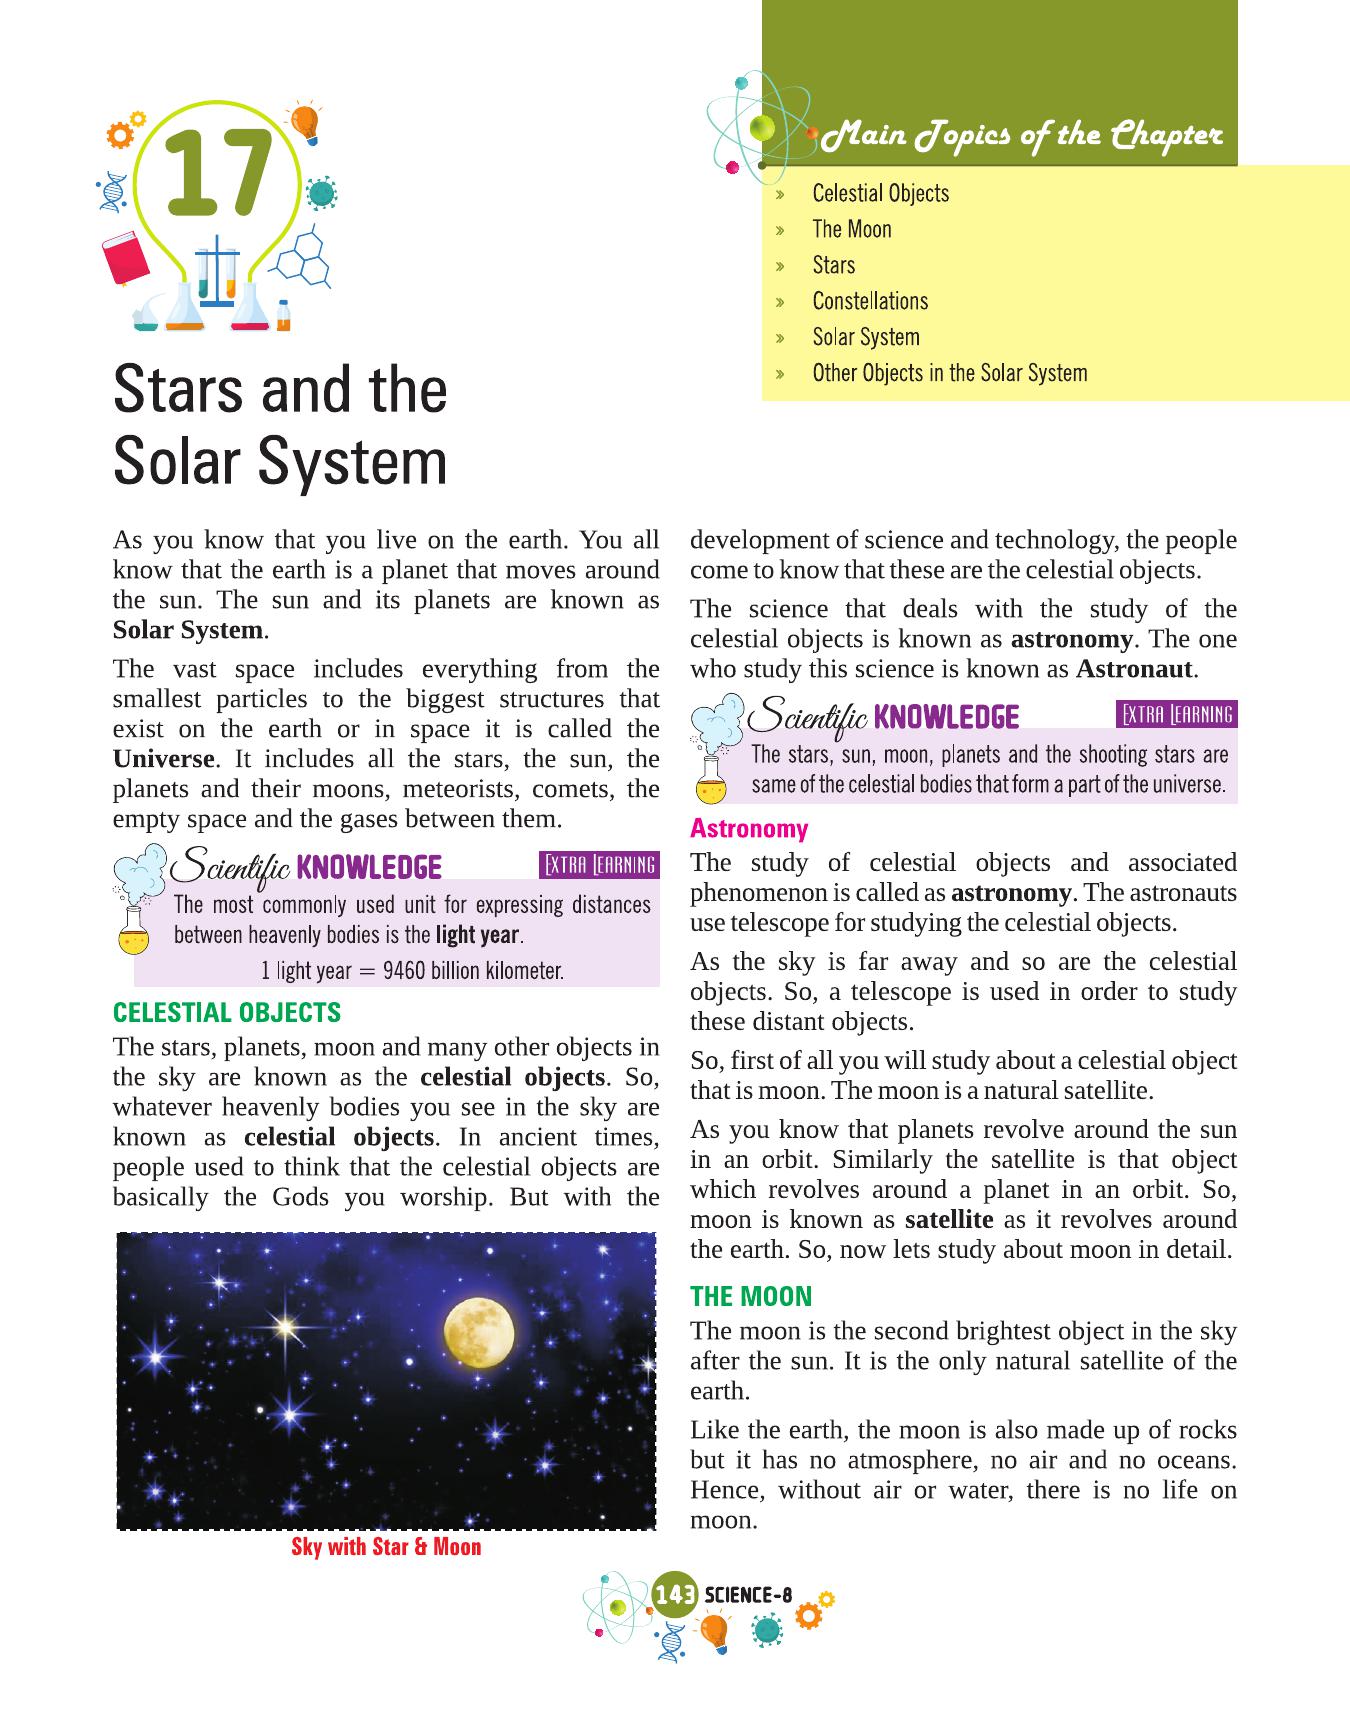 17
Stars and the
Solar System
Main Topics of the Chapter
» Celestial Objects
» The Moon
» Stars
» Constellations
» Solar System
» Other Objects in the Solar System
As you know that you live on the earth. You all
know that the earth is a planet that moves around
the sun. The sun and its planets are known as
Solar System.
The vast space includes everything from the
smallest particles to the biggest structures that
exist on the earth or in space it is called the
Universe. It includes all the stars, the sun, the
planets and their moons, meteorists, comets, the
empty space and the gases between them.
Scientific KNOWLEDGE EXTRA LEARNING
The most commonly used unit for expressing distances
between heavenly bodies is the light year.
1 light year = 9460 billion kilometer.
CELESTIAL OBJECTS
The stars, planets, moon and many other objects in
the sky are known as the celestial objects. So,
whatever heavenly bodies you see in the sky are
known as celestial objects. In ancient times,
people used to think that the celestial objects are
basically the Gods you worship. But with the
Sky with Star & Moon
development of science and technology, the people
come to know that these are the celestial objects.
The science that deals with the study of the
celestial objects is known as astronomy. The one
who study this science is known as Astronaut.
Scientific KNOWLEDGE EXTRA LEARNING
The stars, sun, moon, planets and the shooting stars are
same of the celestial bodies that form a part of the universe.
Astronomy
The study of celestial objects and associated
phenomenon is called as astronomy. The astronauts
use telescope for studying the celestial objects.
As the sky is far away and so are the celestial
objects. So, a telescope is used in order to study
these distant objects.
So, first of all you will study about a celestial object
that is moon. The moon is a natural satellite.
As you know that planets revolve around the sun
in an orbit. Similarly the satellite is that object
which revolves around a planet in an orbit. So,
moon is known as satellite as it revolves around
the earth. So, now lets study about moon in detail.
THE MOON
The moon is the second brightest object in the sky
after the sun. It is the only natural satellite of the
earth.
Like the earth, the moon is also made up of rocks
but it has no atmosphere, no air and no oceans.
Hence, without air or water, there is no life on
moon.
143 SCIENCE-8